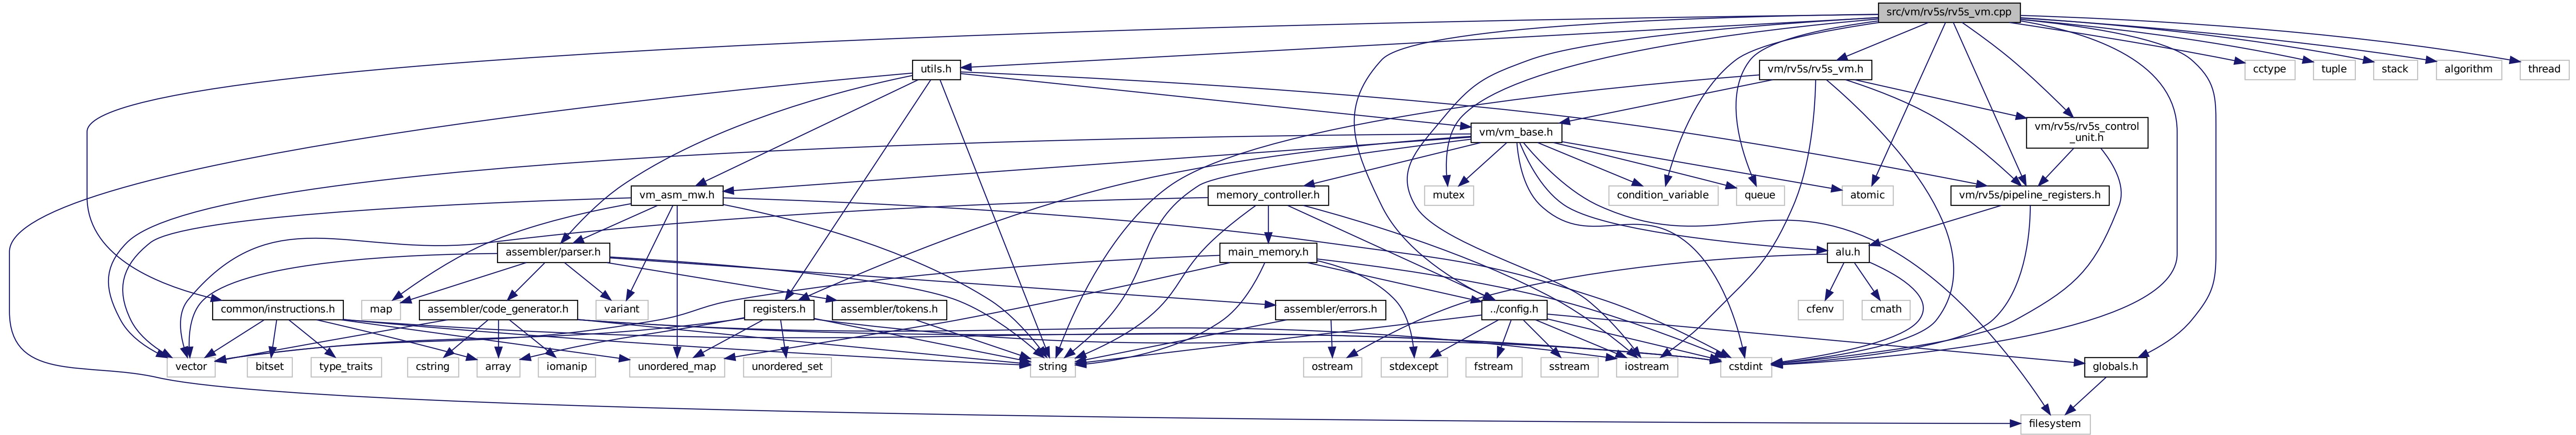 src/vm/rv5s/rv5s_vm.cpp
utils.h
vm/rv5s/rv5s_vm.h
cctype
tuple
stack
algorithm
thread
vm/vm_base.h
vm/rv5s/rv5s_control
_unit.h
vm_asm_mw.h
memory_controller.h
mutex
condition_variable
queue
atomic
vm/rv5s/pipeline_registers.h
assembler/parser.h
main_memory.h
alu.h
common/instructions.h
map
assembler/code_generator.h
variant
registers.h
assembler/tokens.h
assembler/errors.h
../config.h
cfenv
cmath
vector
bitset
type_traits
cstring
array
iomanip
unordered_map
unordered_set
string
ostream
stdexcept
fstream
sstream
iostream
cstdint
globals.h
filesystem